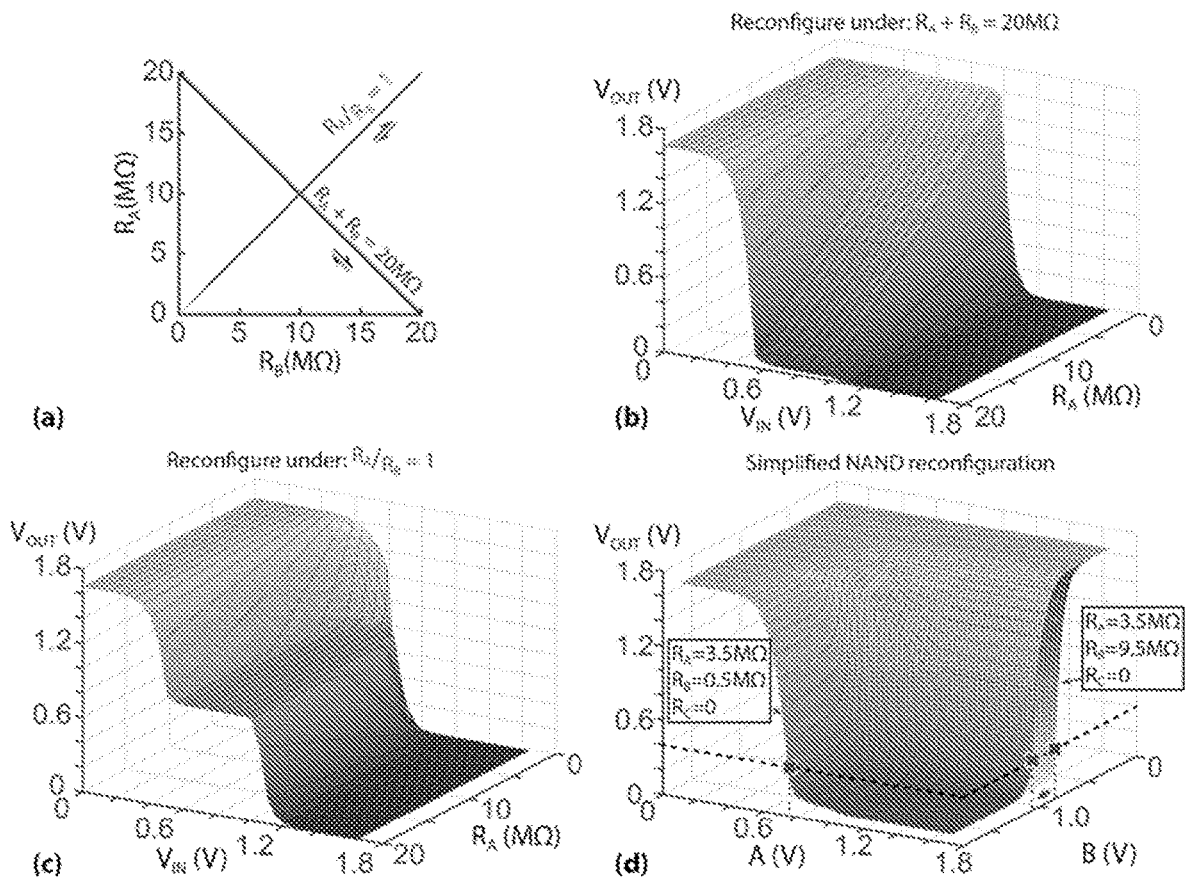 20
15
10
5
0
R_A(MΩ)
0 5 10 15 20
R_B(MΩ)
R_A/R_B = 1
R_A + R_B = 20MΩ
(a)
Reconfigure under: R_A + R_B = 20MΩ
V_OUT (V)
1.8
1.2
0.6
0
0 0.6 1.2 1.8
V_IN (V)
20 10 0
R_A (MΩ)
(b)
Reconfigure under: R_A/R_B = 1
V_OUT (V)
1.8
1.2
0.6
0
0 0.6 1.2 1.8
V_IN (V)
20 10 0
R_A (MΩ)
(c)
Simplified NAND reconfiguration
V_OUT (V)
1.8
1.2
0.6
0
R_A=3.5MΩ
R_B=0.5MΩ
R_C=0
R_A=3.5MΩ
R_B=9.5MΩ
R_C=0
0 0.6 1.2 1.8
A (V)
1.0 0
B (V)
(d)